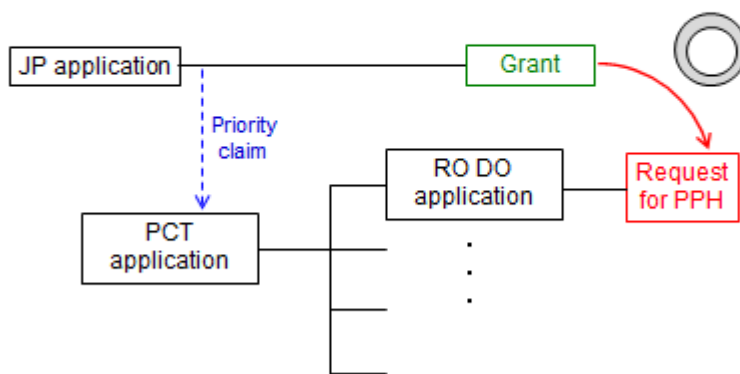 JP application
Grant
Priority
claim
RO DO
application
Request
for PPH
PCT
application